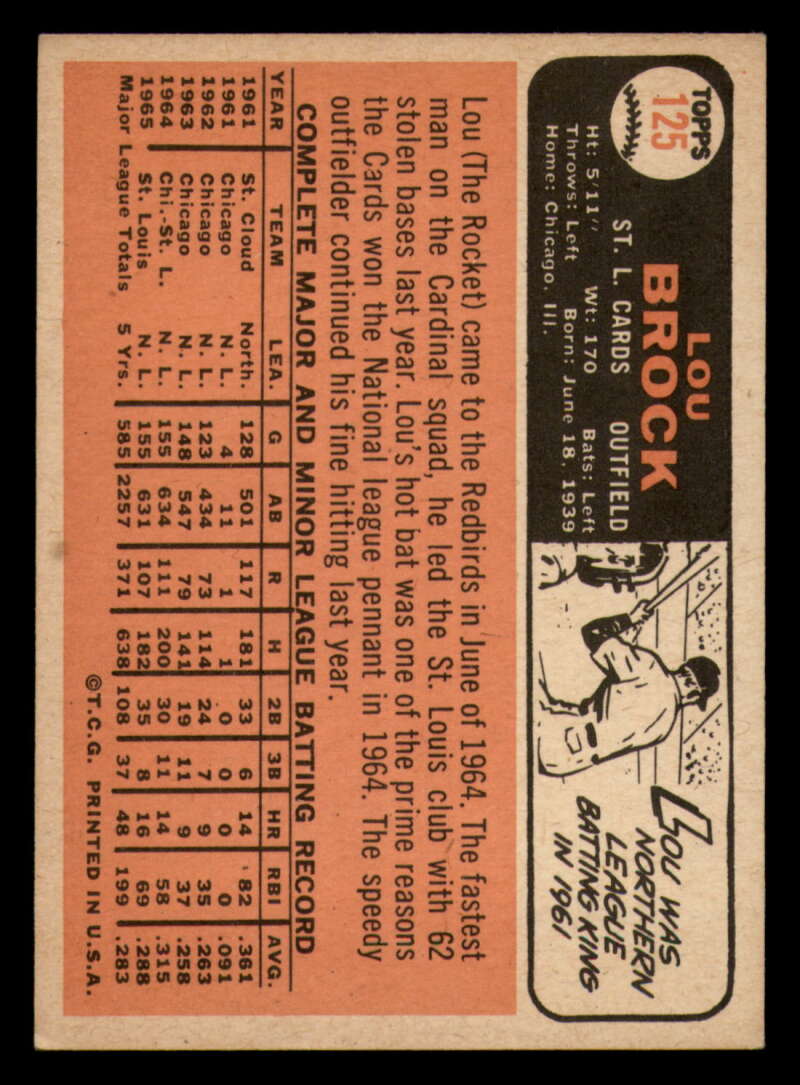 TOPPS
125
LOU
BROCK
ST. L. CARDS OUTFIELD
Ht: 5'11" Wt: 170 Bats: Left
Throws: Left Born: June 18, 1939
Home: Chicago, Ill.
LOU WAS
NORTHERN
LEAGUE
BATTING KING
IN 1961
Lou (The Rocket) came to the Redbirds in June of 1964. The fastest
man on the Cardinal squad, he led the St. Louis club with 62
stolen bases last year. Lou's hot bat was one of the prime reasons
the Cards won the National league pennant in 1964. The speedy
outfielder continued his fine hitting last year.
COMPLETE MAJOR AND MINOR LEAGUE BATTING RECORD
YEAR TEAM LEA. G AB R H 2B 3B HR RBI AVG.
1961 St. Cloud North. 128 501 117 181 33 6 14 82 .361
1961 Chicago N. L. 4 11 1 1 0 0 0 0 .091
1962 Chicago N. L. 123 434 73 114 24 7 9 35 .263
1963 Chicago N. L. 148 547 79 141 19 11 9 37 .258
1964 Chi.-St. L. N. L. 155 634 111 200 30 11 14 58 .315
1965 St. Louis N. L. 155 631 107 182 35 8 16 69 .288
Major League Totals 5 Yrs. 585 2257 371 638 108 37 48 199 .283
©T.C.G. PRINTED IN U.S.A.